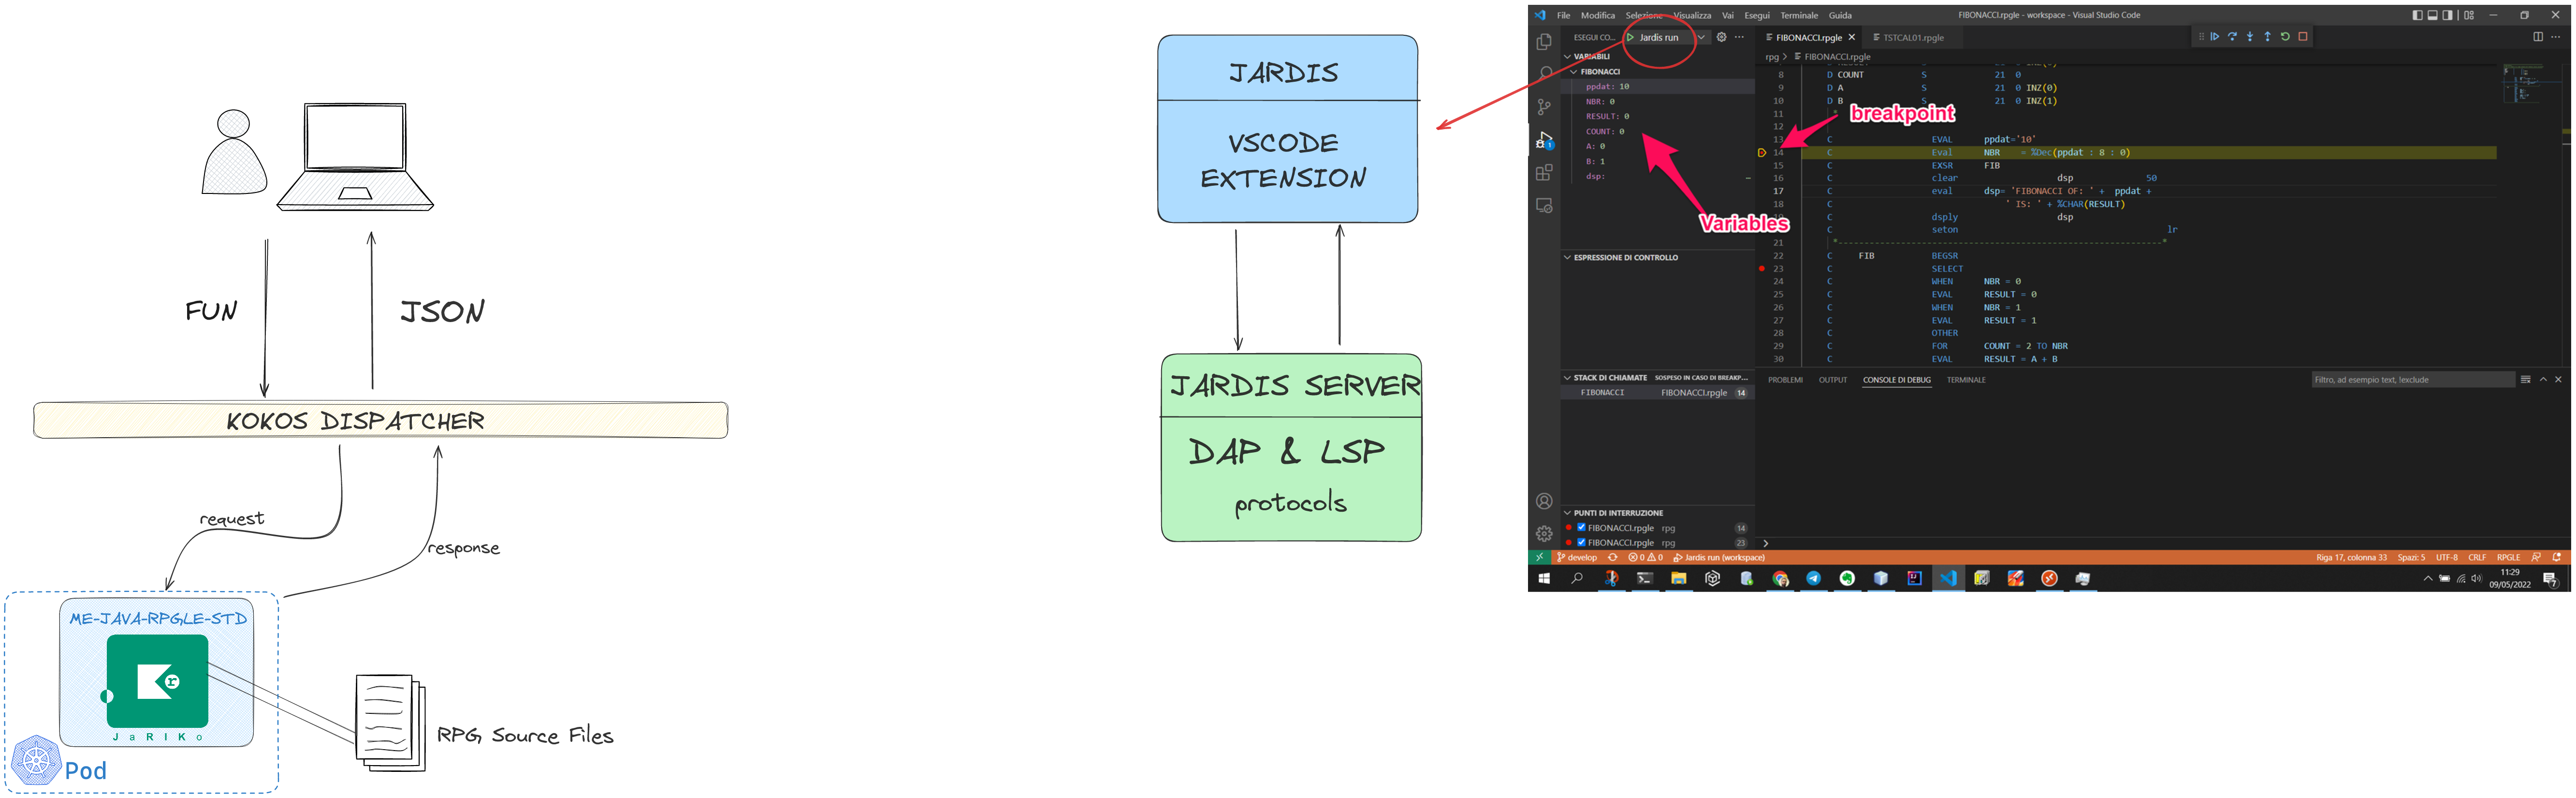 FUN
JSON
KOKOS DISPATCHER
request
response
ME-JAVA-RPGLE-STD
JaRIKo
Pod
RPG Source Files
JARDIS
VSCODE
EXTENSION
JARDIS SERVER
DAP & LSP
protocols
File Modifica Selezione Visualizza Vai Esegui Terminale Guida
FIBONACCI.rpgle - workspace - Visual Studio Code
ESEGUI CO... Jardis run
VARIABILI
FIBONACCI
ppdat: 10
NBR: 0
RESULT: 0
COUNT: 0
A: 0
B: 1
dsp:
Variables
ESPRESSIONE DI CONTROLLO
STACK DI CHIAMATE SOSPESO IN CASO DI BREAKP...
FIBONACCI FIBONACCI.rpgle 14
PUNTI DI INTERRUZIONE
FIBONACCI.rpgle rpg 14
FIBONACCI.rpgle rpg 23
FIBONACCI.rpgle TSTCAL01.rpgle
rpg > FIBONACCI.rpgle
8 D COUNT S 21 0
9 D A S 21 0 INZ(0)
10 D B S 21 0 INZ(1)
11 *
breakpoint
12
13 C EVAL ppdat='10'
14 C Eval NBR = %Dec(ppdat : 8 : 0)
15 C EXSR FIB
16 C clear dsp 50
17 C eval dsp= 'FIBONACCI OF: ' + ppdat +
18 C ' IS: ' + %CHAR(RESULT)
C dsply dsp
C seton lr
21 *--------------------------------------------------------------*
22 C FIB BEGSR
23 C SELECT
24 C WHEN NBR = 0
25 C EVAL RESULT = 0
26 C WHEN NBR = 1
27 C EVAL RESULT = 1
28 C OTHER
29 C FOR COUNT = 2 TO NBR
30 C EVAL RESULT = A + B
PROBLEMI OUTPUT CONSOLE DI DEBUG TERMINALE
Filtro, ad esempio text, !exclude
develop 0 0 Jardis run (workspace)
Riga 17, colonna 33 Spazi: 5 UTF-8 CRLF RPGLE
11:29
09/05/2022